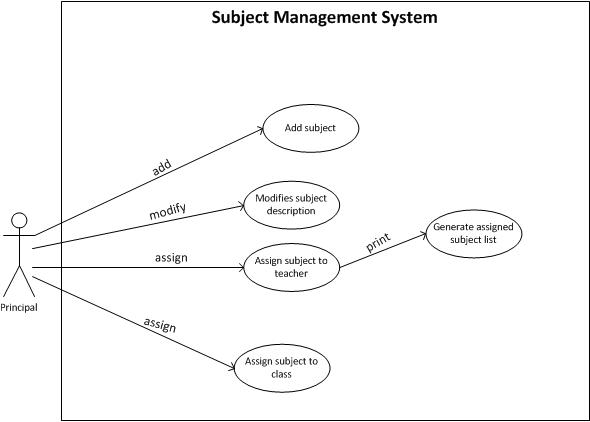 Subject Management System
Add subject
add
Modifies subject
description
modify
Generate assigned
subject list
print
assign
Assign subject to
teacher
Principal
assign
Assign subject to
class